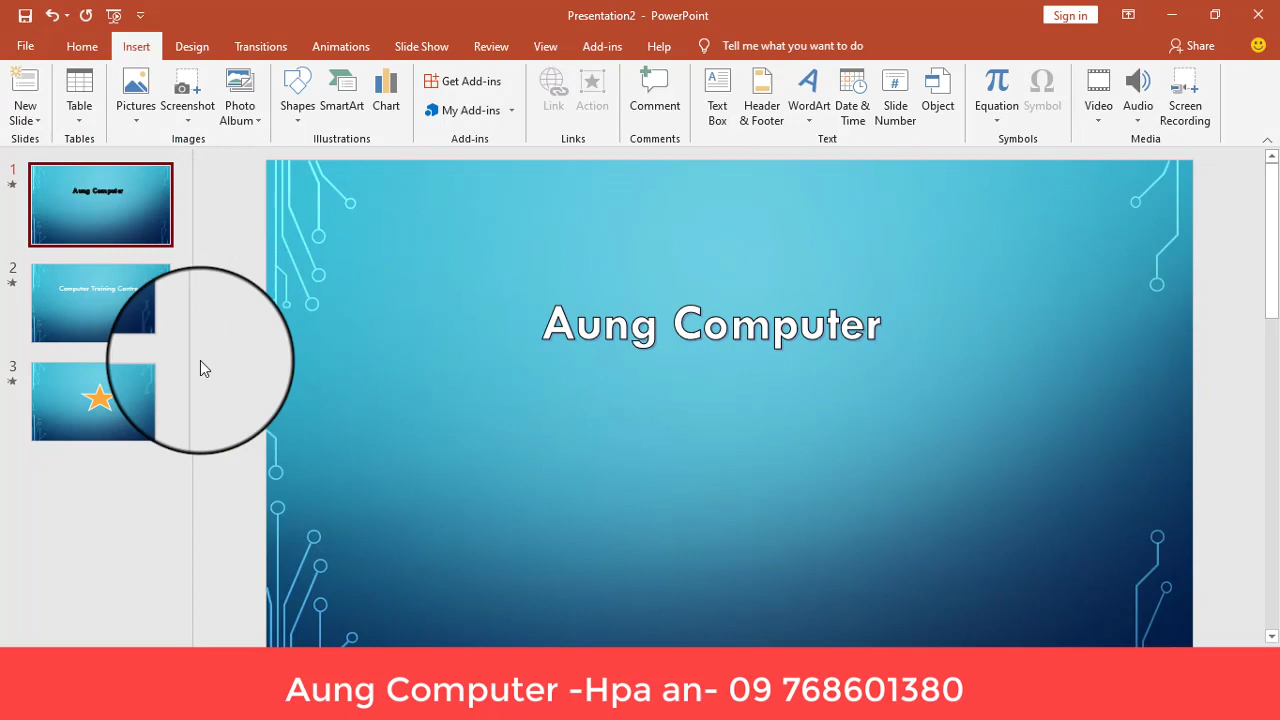 Presentation2 - PowerPoint
Sign in
File Home Insert Design Transitions Animations Slide Show Review View Add-ins Help Tell me what you want to do Share
New Slide
Table
Pictures
Screenshot
Photo Album
Shapes
SmartArt
Chart
Get Add-ins
My Add-ins
Link
Action
Comment
Text Box
Header & Footer
WordArt
Date & Time
Slide Number
Object
Equation
Symbol
Video
Audio
Screen Recording
Slides Tables Images Illustrations Add-ins Links Comments Text Symbols Media
1
Aung Computer
2
Computer Training Centre
3
Aung Computer
Aung Computer -Hpa an- 09 768601380